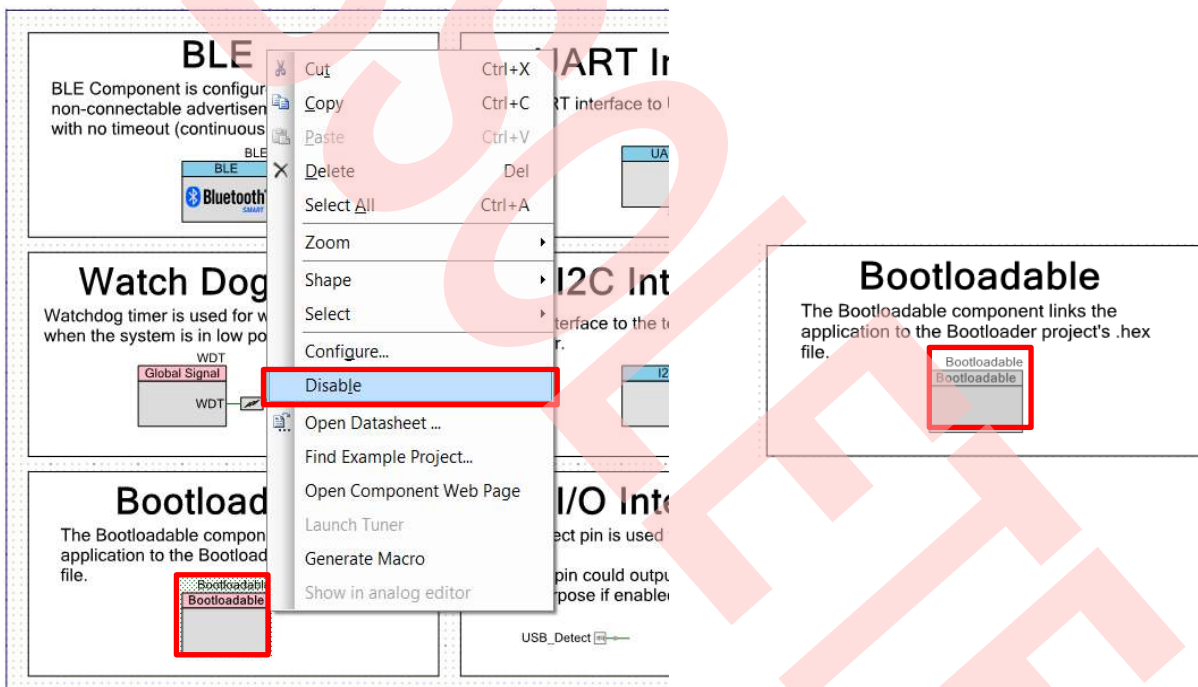 BLE
BLE Component is configur
non-connectable advertisen
with no timeout (continuous
BLE
BLE
Bluetooth
SMART
Watch Dog
Watchdog timer is used for w
when the system is in low po
WDT
Global Signal
WDT
Bootload
The Bootloadable compon
application to the Bootload
file.
Bootloadable
Bootloadable
Cut Ctrl+X
Copy Ctrl+C
Paste Ctrl+V
Delete Del
Select All Ctrl+A
Zoom
Shape
Select
Configure...
Disable
Open Datasheet ...
Find Example Project...
Open Component Web Page
Launch Tuner
Generate Macro
Show in analog editor
UART In
RT interface to
UA
I2C Int
terface to the te
r.
I2
I/O Inte
ect pin is used
pin could outpu
pose if enabled
USB_Detect
Bootloadable
The Bootloadable component links the
application to the Bootloader project's .hex
file.
Bootloadable
Bootloadable